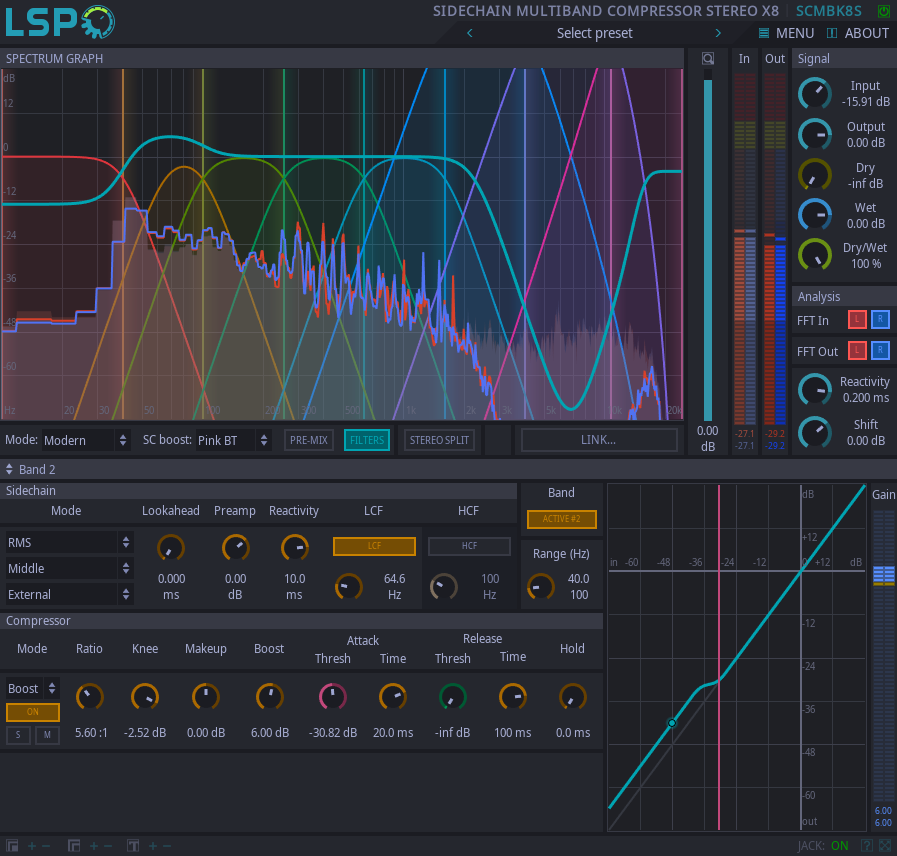 LSP
SIDECHAIN MULTIBAND COMPRESSOR STEREO X8 SCMBK8S
Select preset
MENU
ABOUT
SPECTRUM GRAPH
dB
12
0
-12
-24
-36
-48
-60
Hz 20 30 50 100 200 300 500 1k 2k 3k 5k 10k 20k
0.00
dB
In Out
-27.1 -29.2
-27.1 -29.2
Signal
Input
-15.91 dB
Output
0.00 dB
Dry
-inf dB
Wet
0.00 dB
Dry/Wet
100 %
Analysis
FFT In L R
FFT Out L R
Reactivity
0.200 ms
Shift
0.00 dB
Mode: Modern SC boost: Pink BT PRE-MIX FILTERS STEREO SPLIT LINK...
Band 2
Sidechain
Mode Lookahead Preamp Reactivity LCF HCF
RMS
Middle
External
LCF HCF
0.000 0.00 10.0 64.6 100
ms dB ms Hz Hz
Band
ACTIVE #2
Range (Hz)
40.0
100
Compressor
Mode Ratio Knee Makeup Boost Attack Release Hold
Thresh Time Thresh Time
Boost
ON
S M
5.60 :1 -2.52 dB 0.00 dB 6.00 dB -30.82 dB 20.0 ms -inf dB 100 ms 0.0 ms
dB
+12
in -60 -48 -36 -24 -12 0 +12 dB
-12
-24
-36
-48
-60
out
Gain
6.00
6.00
JACK: ON